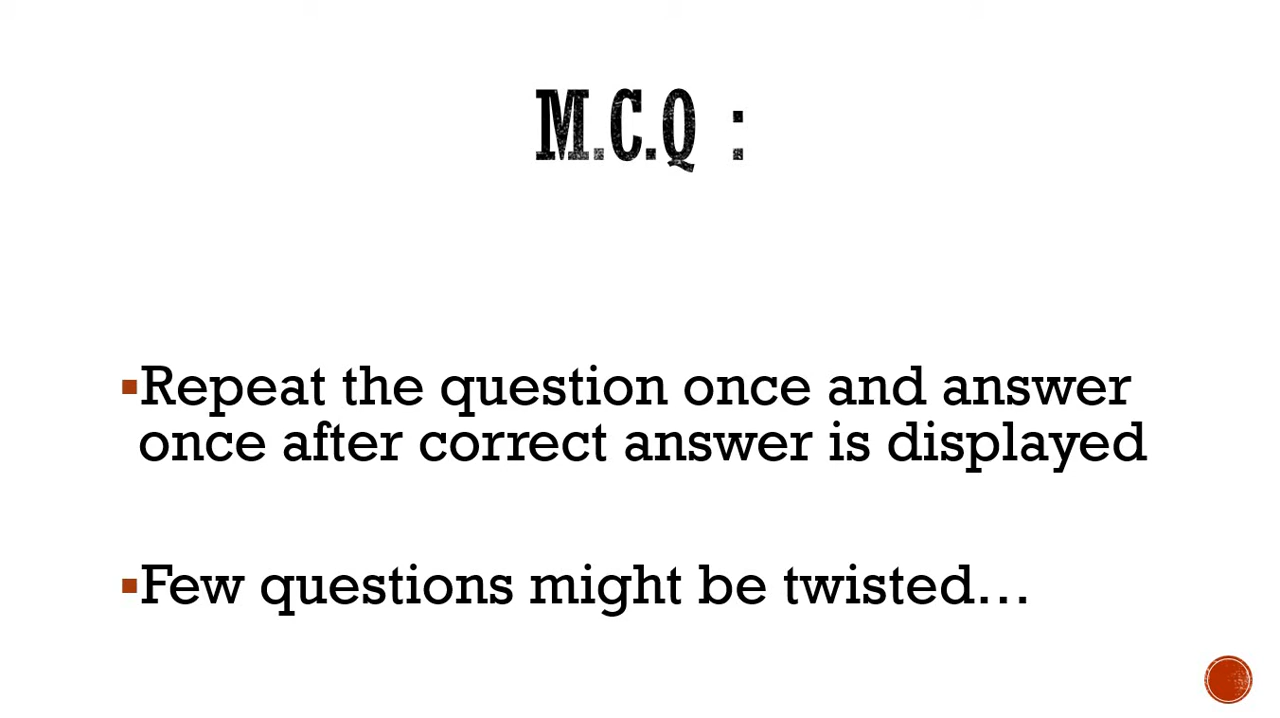 M.C.Q :
▪Repeat the question once and answer
once after correct answer is displayed
▪Few questions might be twisted…